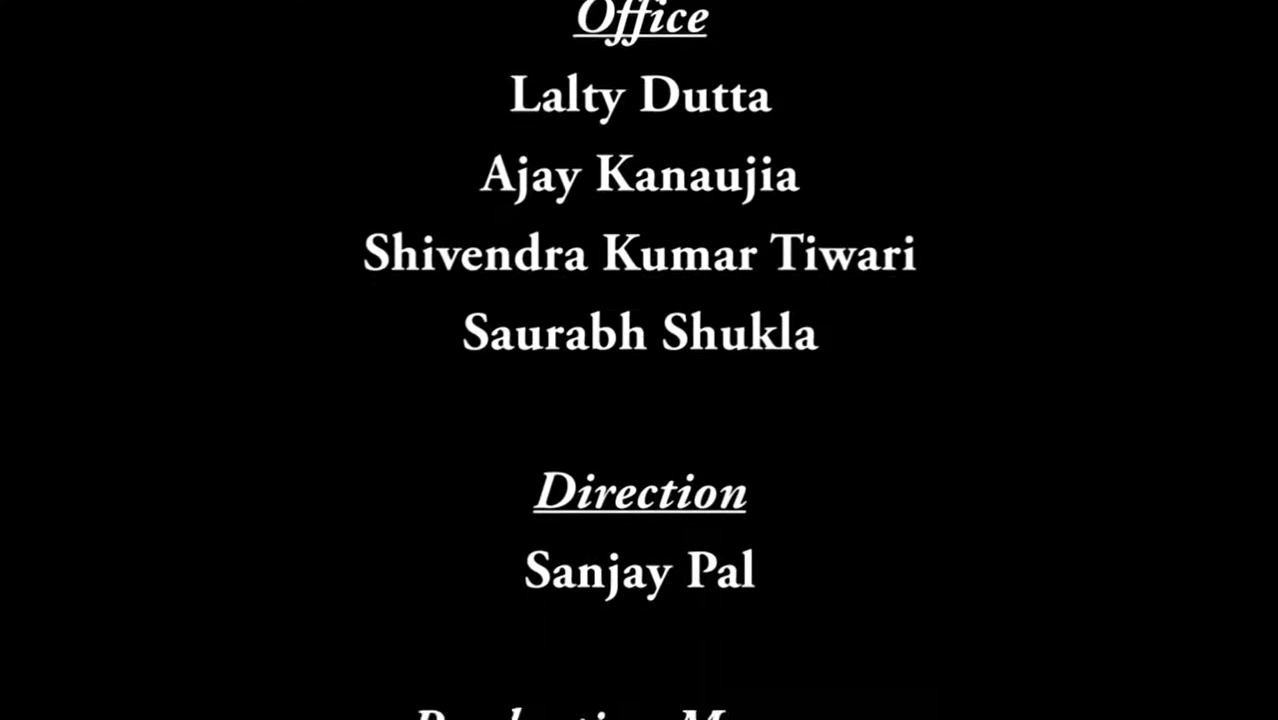 Office
Lalty Dutta
Ajay Kanaujia
Shivendra Kumar Tiwari
Saurabh Shukla
Direction
Sanjay Pal